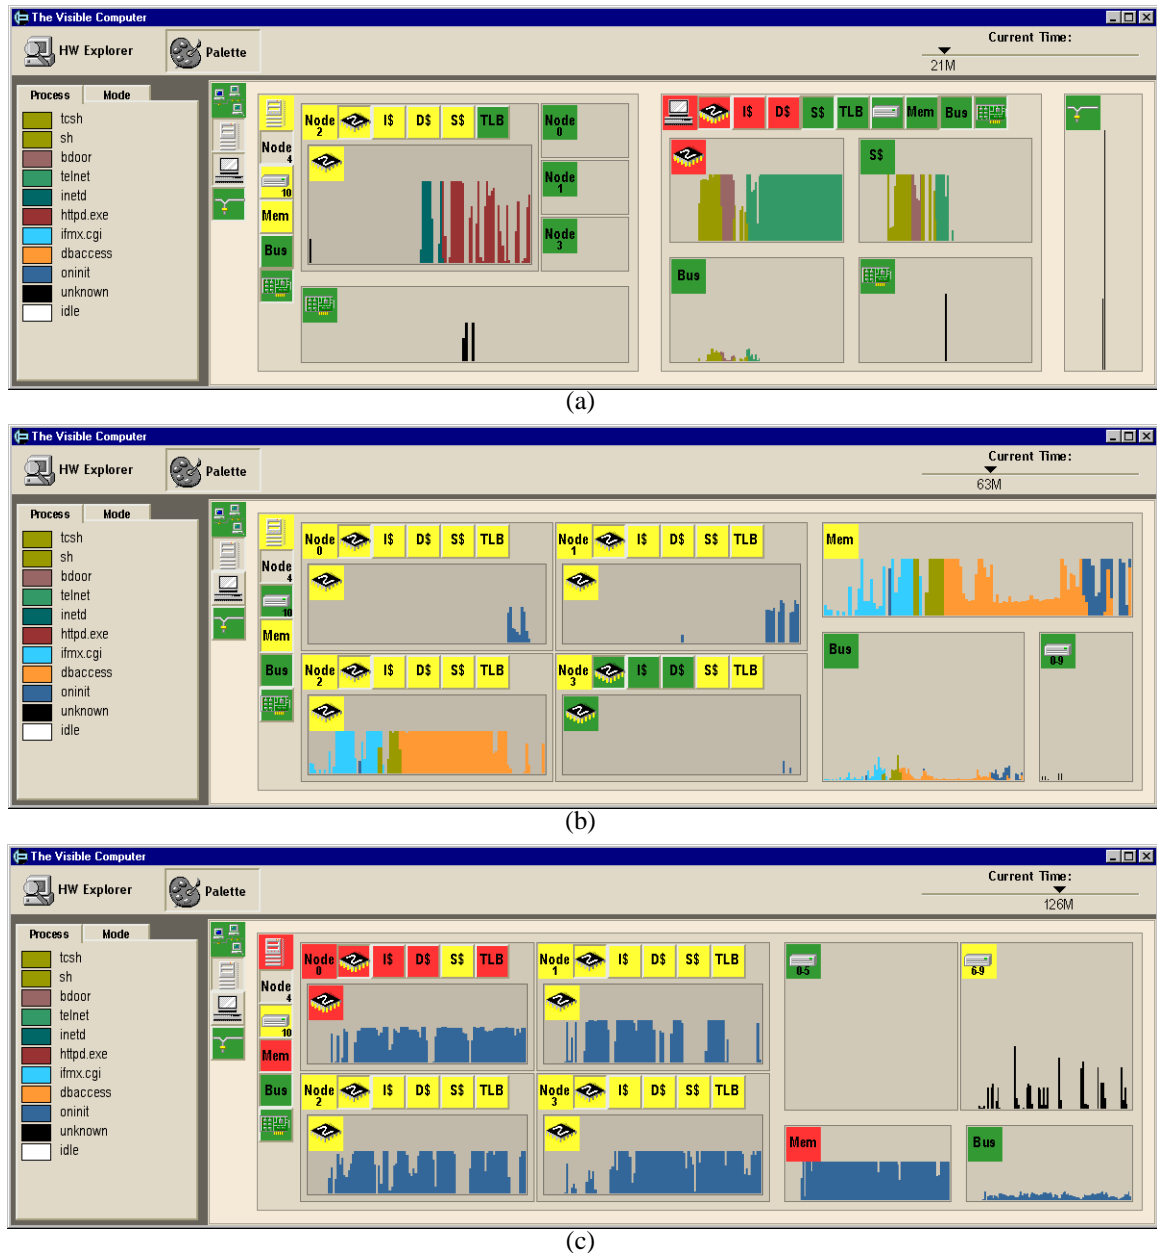 The Visible Computer
HW Explorer
Palette
Current Time:
21M
Process Mode
tcsh
sh
bdoor
telnet
inetd
httpd.exe
ifmx.cgi
dbaccess
oninit
unknown
idle
Node 4
10
Mem
Bus
Node 2 I$ D$ S$ TLB
Node 0
Node 1
Node 3
I$ D$ S$ TLB Mem Bus
S$
Bus
(a)
The Visible Computer
HW Explorer
Palette
Current Time:
63M
Process Mode
tcsh
sh
bdoor
telnet
inetd
httpd.exe
ifmx.cgi
dbaccess
oninit
unknown
idle
Node 4
10
Mem
Bus
Node 0 I$ D$ S$ TLB
Node 1 I$ D$ S$ TLB
Node 2 I$ D$ S$ TLB
Node 3 I$ D$ S$ TLB
Mem
Bus
0-9
(b)
The Visible Computer
HW Explorer
Palette
Current Time:
126M
Process Mode
tcsh
sh
bdoor
telnet
inetd
httpd.exe
ifmx.cgi
dbaccess
oninit
unknown
idle
Node 4
10
Mem
Bus
Node 0 I$ D$ S$ TLB
Node 1 I$ D$ S$ TLB
Node 2 I$ D$ S$ TLB
Node 3 I$ D$ S$ TLB
0-5
6-9
Mem
Bus
(c)